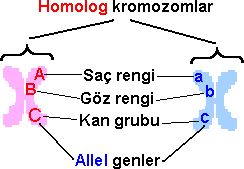 Homolog kromozomlar
A Saç rengi a
B Göz rengi b
C Kan grubu c
Allel genler